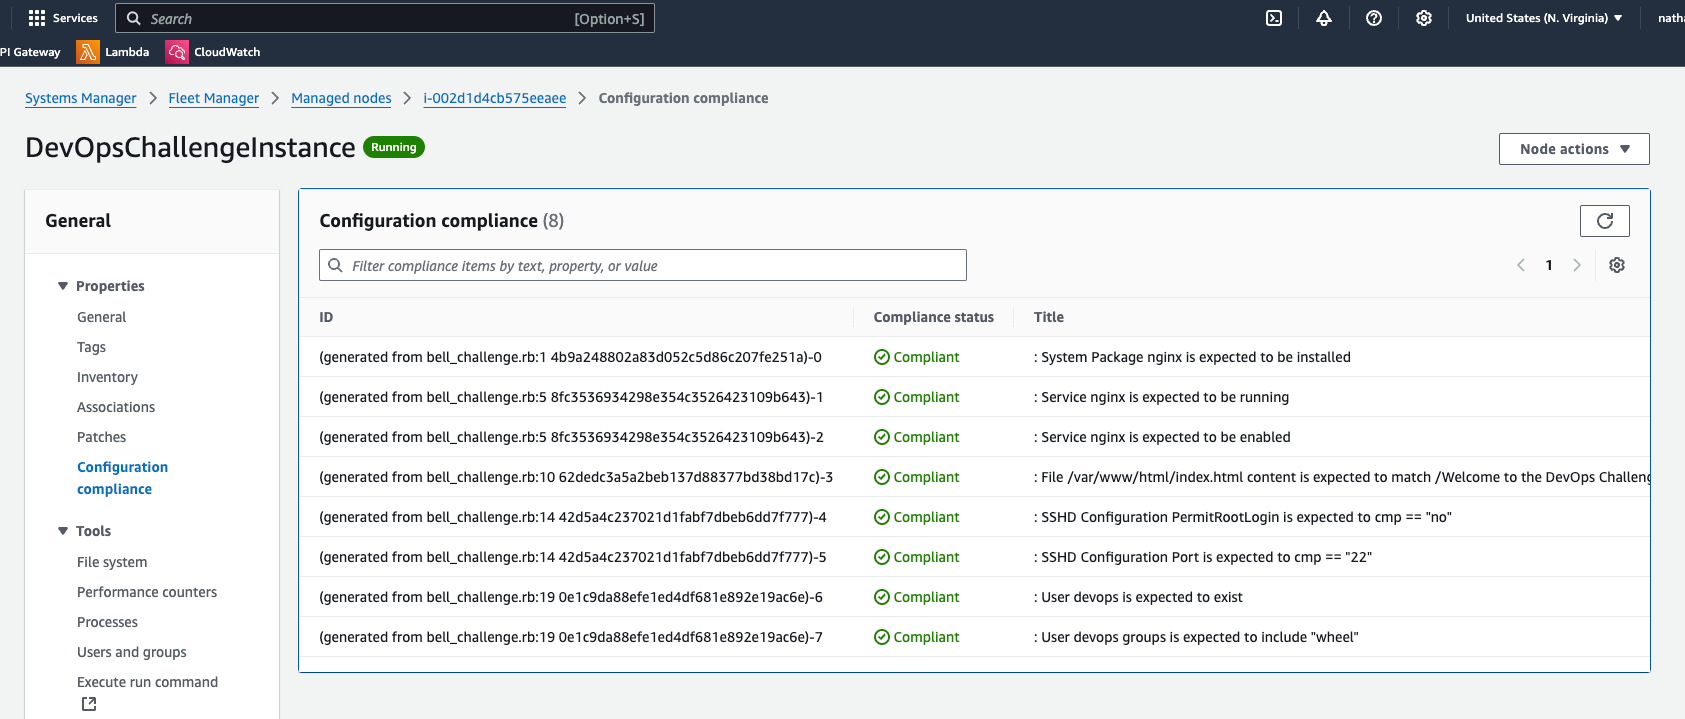 Services
Search
[Option+S]
United States (N. Virginia)
PI Gateway
Lambda
CloudWatch
Systems Manager
Fleet Manager
Managed nodes
i-002d1d4cb575eeaee
Configuration compliance
DevOpsChallengeInstance
Running
Node actions
General
Properties
General
Tags
Inventory
Associations
Patches
Configuration
compliance
Tools
File system
Performance counters
Processes
Users and groups
Execute run command
Configuration compliance (8)
Filter compliance items by text, property, or value
1
ID Compliance status Title
(generated from bell_challenge.rb:1 4b9a248802a83d052c5d86c207fe251a)-0 Compliant : System Package nginx is expected to be installed
(generated from bell_challenge.rb:5 8fc3536934298e354c3526423109b643)-1 Compliant : Service nginx is expected to be running
(generated from bell_challenge.rb:5 8fc3536934298e354c3526423109b643)-2 Compliant : Service nginx is expected to be enabled
(generated from bell_challenge.rb:10 62dedc3a5a2beb137d88377bd38bd17c)-3 Compliant : File /var/www/html/index.html content is expected to match /Welcome to the DevOps Challeng
(generated from bell_challenge.rb:14 42d5a4c237021d1fabf7dbeb6dd7f777)-4 Compliant : SSHD Configuration PermitRootLogin is expected to cmp == "no"
(generated from bell_challenge.rb:14 42d5a4c237021d1fabf7dbeb6dd7f777)-5 Compliant : SSHD Configuration Port is expected to cmp == "22"
(generated from bell_challenge.rb:19 0e1c9da88efe1ed4df681e892e19ac6e)-6 Compliant : User devops is expected to exist
(generated from bell_challenge.rb:19 0e1c9da88efe1ed4df681e892e19ac6e)-7 Compliant : User devops groups is expected to include "wheel"